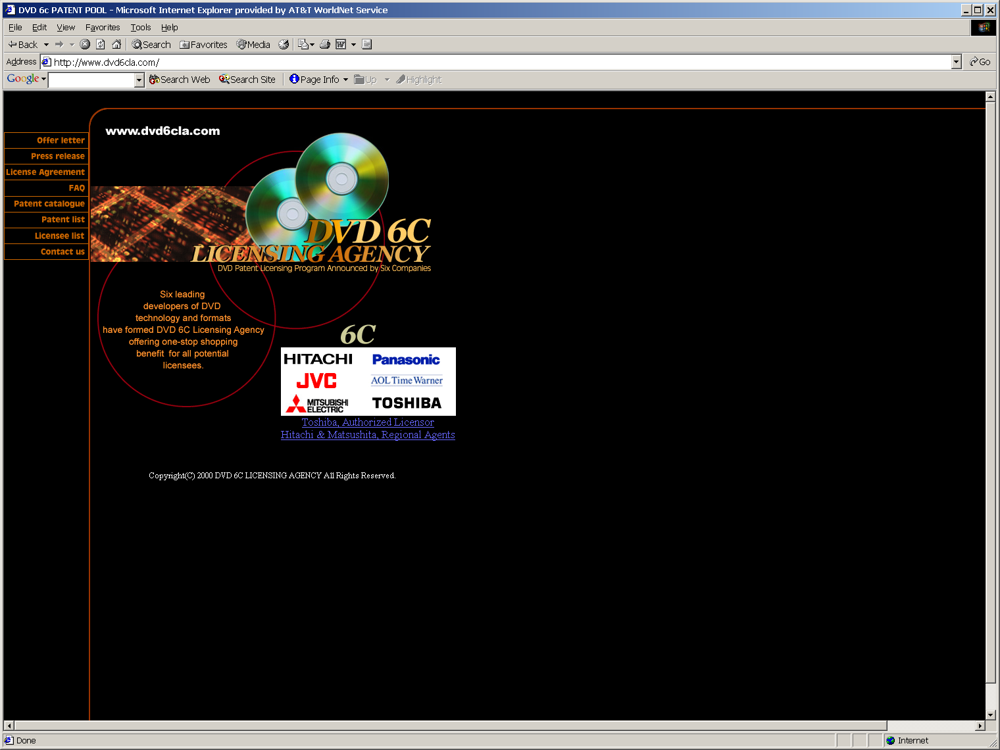 DVD 6c PATENT POOL - Microsoft Internet Explorer provided by AT&T WorldNet Service
File Edit View Favorites Tools Help
Back Search Favorites Media
Address http://www.dvd6cla.com/ Go
Google Search Web Search Site Page Info Up Highlight
www.dvd6cla.com
Offer letter
Press release
License Agreement
FAQ
Patent catalogue
Patent list
Licensee list
Contact us
DVD 6C
LICENSING AGENCY
DVD Patent Licensing Program Announced by Six Companies
Six leading
developers of DVD
technology and formats
have formed DVD 6C Licensing Agency
offering one-stop shopping
benefit for all potential
licensees.
6C
HITACHI Panasonic
JVC AOL Time Warner
MITSUBISHI
ELECTRIC
TOSHIBA
Toshiba, Authorized Licensor
Hitachi & Matsushita, Regional Agents
Copyright(C) 2000 DVD 6C LICENSING AGENCY All Rights Reserved.
Done Internet